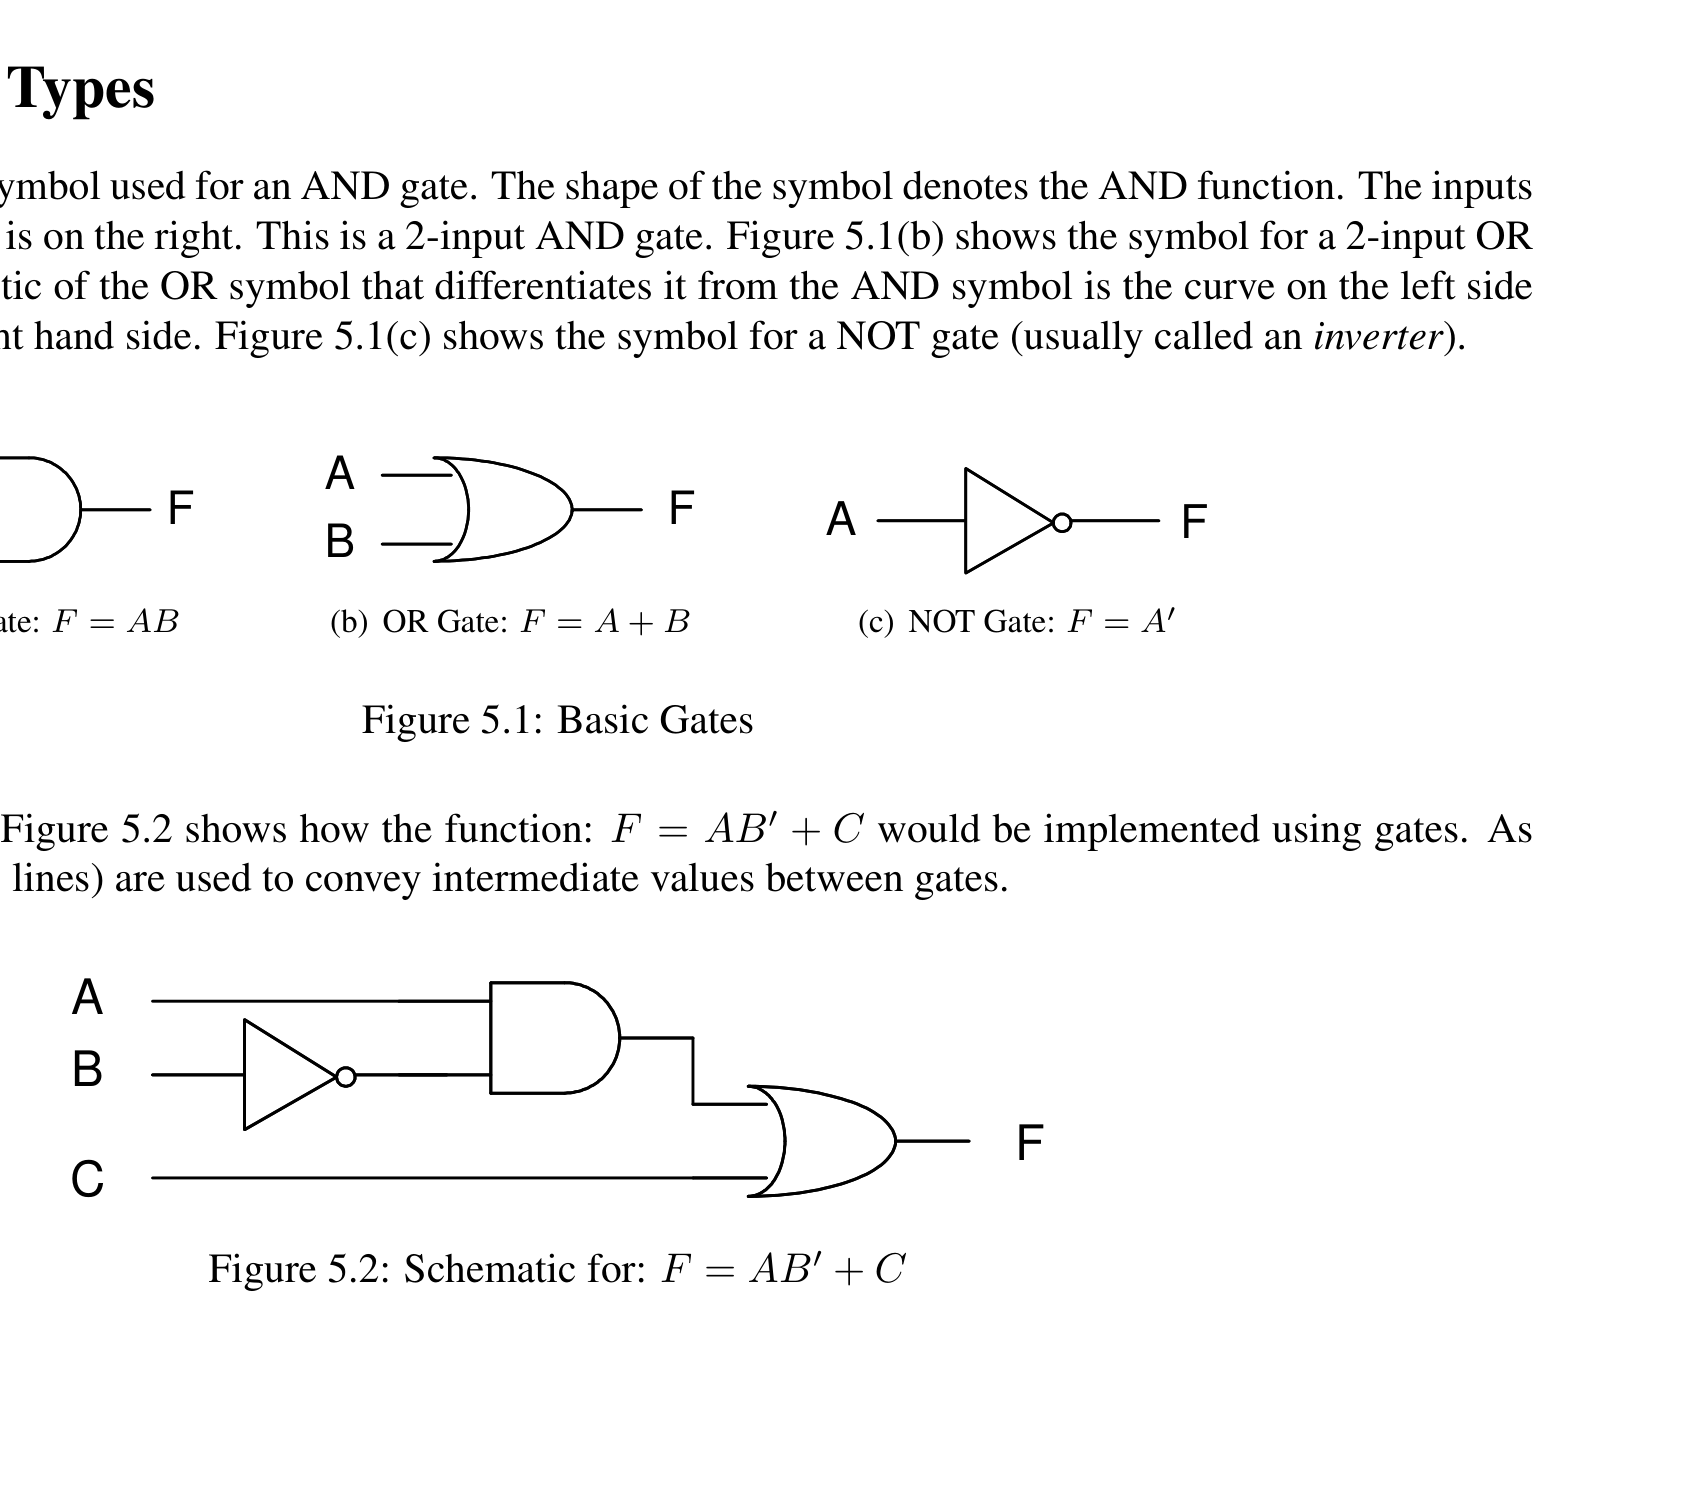 Types
ymbol used for an AND gate. The shape of the symbol denotes the AND function. The inputs
is on the right. This is a 2-input AND gate. Figure 5.1(b) shows the symbol for a 2-input OR
tic of the OR symbol that differentiates it from the AND symbol is the curve on the left side
nt hand side. Figure 5.1(c) shows the symbol for a NOT gate (usually called an inverter).
F
A
B
F
A
F
ate: F = AB
(b) OR Gate: F = A + B
(c) NOT Gate: F = A′
Figure 5.1: Basic Gates
Figure 5.2 shows how the function: F = AB′ + C would be implemented using gates. As
lines) are used to convey intermediate values between gates.
A
B
C
F
Figure 5.2: Schematic for: F = AB′ + C